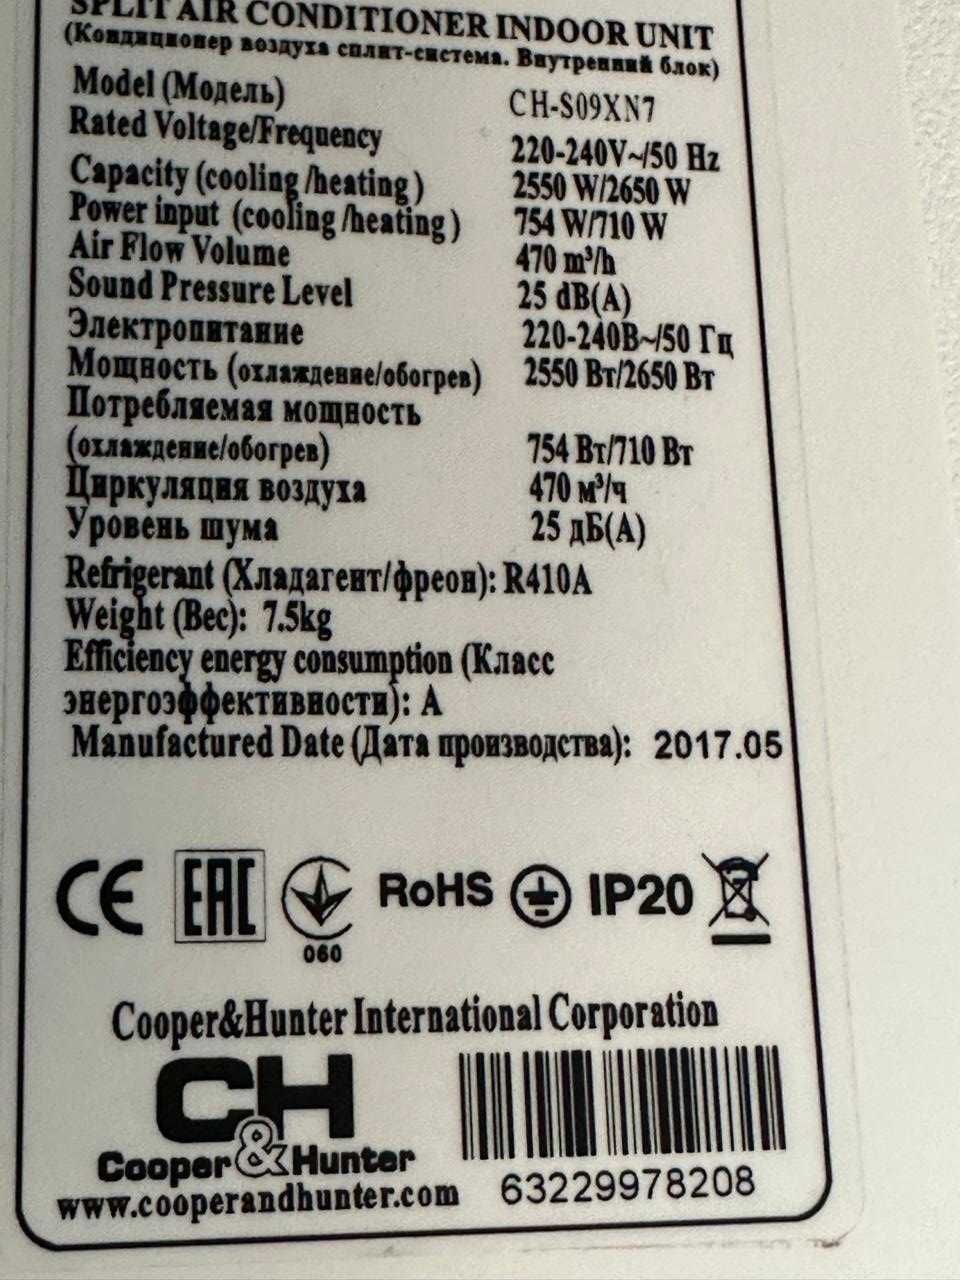 SPLIT AIR CONDITIONER INDOOR UNIT
(Кондиционер воздуха сплит-система. Внутренний блок)
Model (Модель) CH-S09XN7
Rated Voltage/Frequency 220-240V~/50 Hz
Capacity (cooling /heating ) 2550 W/2650 W
Power input (cooling /heating ) 754 W/710 W
Air Flow Volume 470 m³/h
Sound Pressure Level 25 dB(A)
Электропитание 220-240В~/50 Гц
Мощность (охлаждение/обогрев) 2550 Вт/2650 Вт
Потребляемая мощность
(охлаждение/обогрев) 754 Вт/710 Вт
Циркуляция воздуха 470 м³/ч
Уровень шума 25 дБ(А)
Refrigerant (Хладагент/фреон): R410A
Weight (Вес): 7.5kg
Efficiency energy consumption (Класс
энергоэффективности): А
Manufactured Date (Дата производства): 2017.05
CE EAC RoHS IP20
060
Cooper&Hunter International Corporation
CH
Cooper&Hunter
www.cooperandhunter.com 63229978208